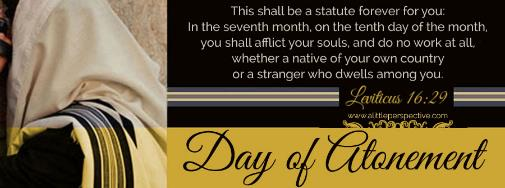 This shall be a statute forever for you:
In the seventh month, on the tenth day of the month,
you shall afflict your souls, and do no work at all,
whether a native of your own country
or a stranger who dwells among you.
Leviticus 16:29
www.alittleperspective.com
Day of Atonement